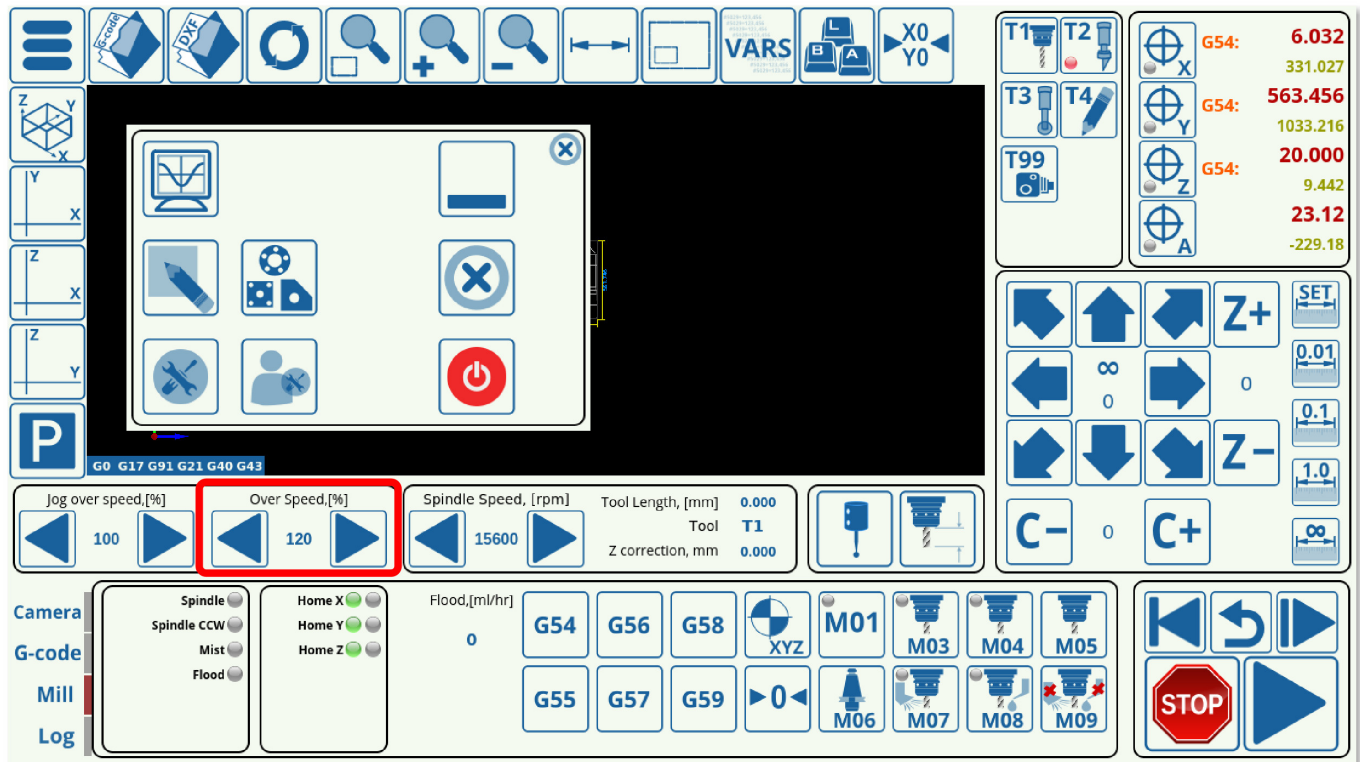 G-code
DXF
VARS
L
B
A
X0
Y0
Z
Y
X
Y
X
Z
X
Z
Y
P
G0 G17 G91 G21 G40 G43
T1
T2
T3
T4
T99
X
G54:
6.032
331.027
Y
G54:
563.456
1033.216
Z
G54:
20.000
9.442
A
23.12
-229.18
Z+
SET
∞
0
0
0.01
0.1
Z−
1.0
C−
0
C+
∞
Jog over speed,[%]
100
Over Speed,[%]
120
Spindle Speed, [rpm]
15600
Tool Length, [mm] 0.000
Tool T1
Z correction, mm 0.000
Camera
G-code
Mill
Log
Spindle
Spindle CCW
Mist
Flood
Home X
Home Y
Home Z
Flood,[ml/hr]
0
G54
G56
G58
XYZ
M01
M03
M04
M05
G55
G57
G59
0
M06
M07
M08
M09
STOP